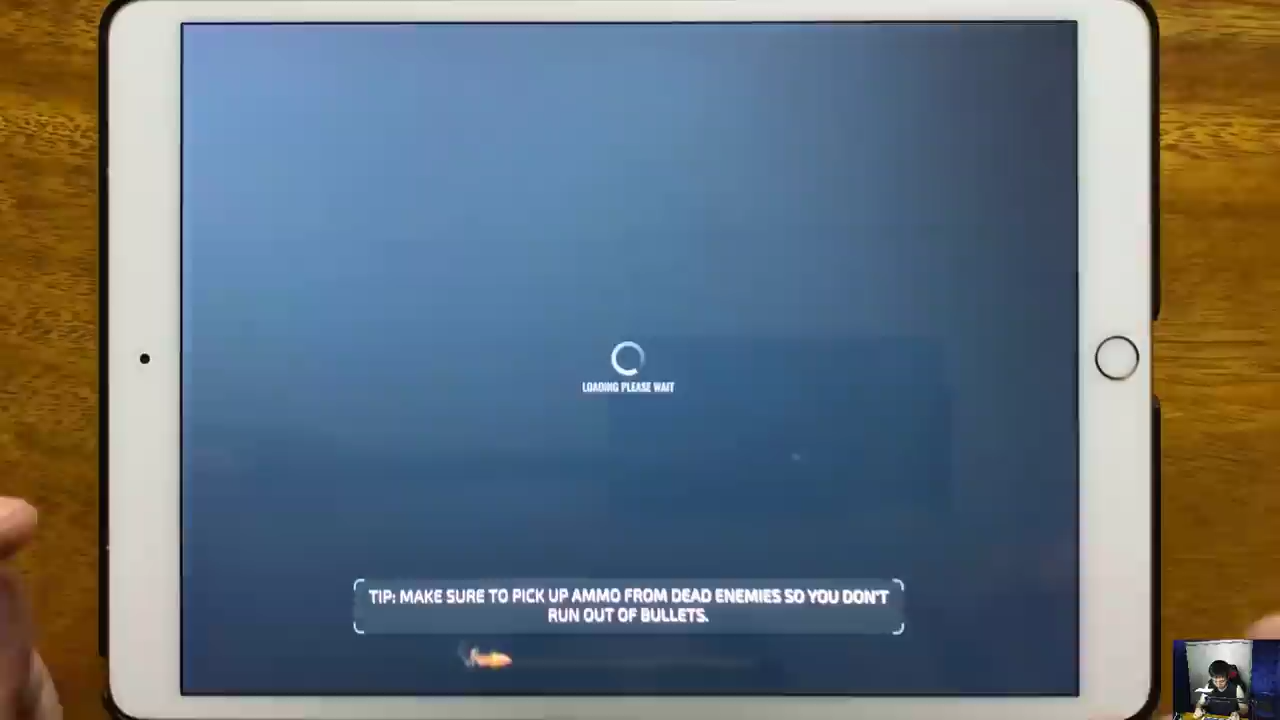 LOADING PLEASE WAIT
TIP: MAKE SURE TO PICK UP AMMO FROM DEAD ENEMIES SO YOU DON'T
RUN OUT OF BULLETS.